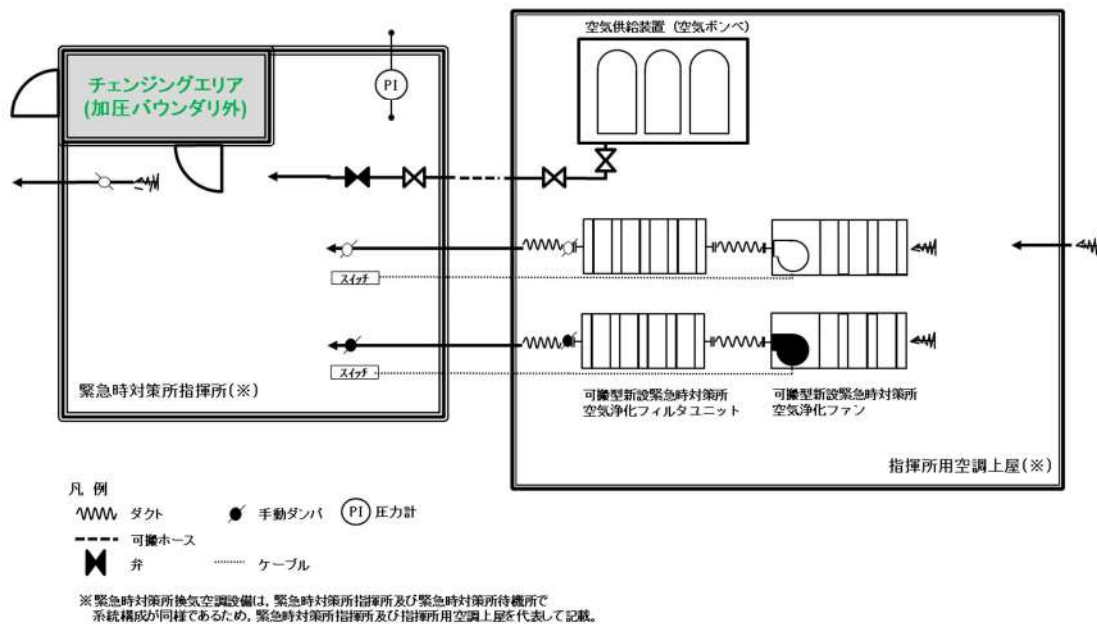 空気供給装置 (空気ボンベ)
チェンジングエリア
(加圧バウンダリ外)
PI
スイッチ
スイッチ
緊急時対策所指揮所(※)
可搬型新設緊急時対策所
空気浄化フィルタユニット
可搬型新設緊急時対策所
空気浄化ファン
指揮所用空調上屋(※)
凡 例
ダクト
手動ダンパ
PI
圧力計
可搬ホース
弁
ケーブル
※緊急時対策所換気空調設備は，緊急時対策所指揮所及び緊急時対策所待機所で
系統構成が同様であるため，緊急時対策所指揮所及び指揮所用空調上屋を代表して記載。